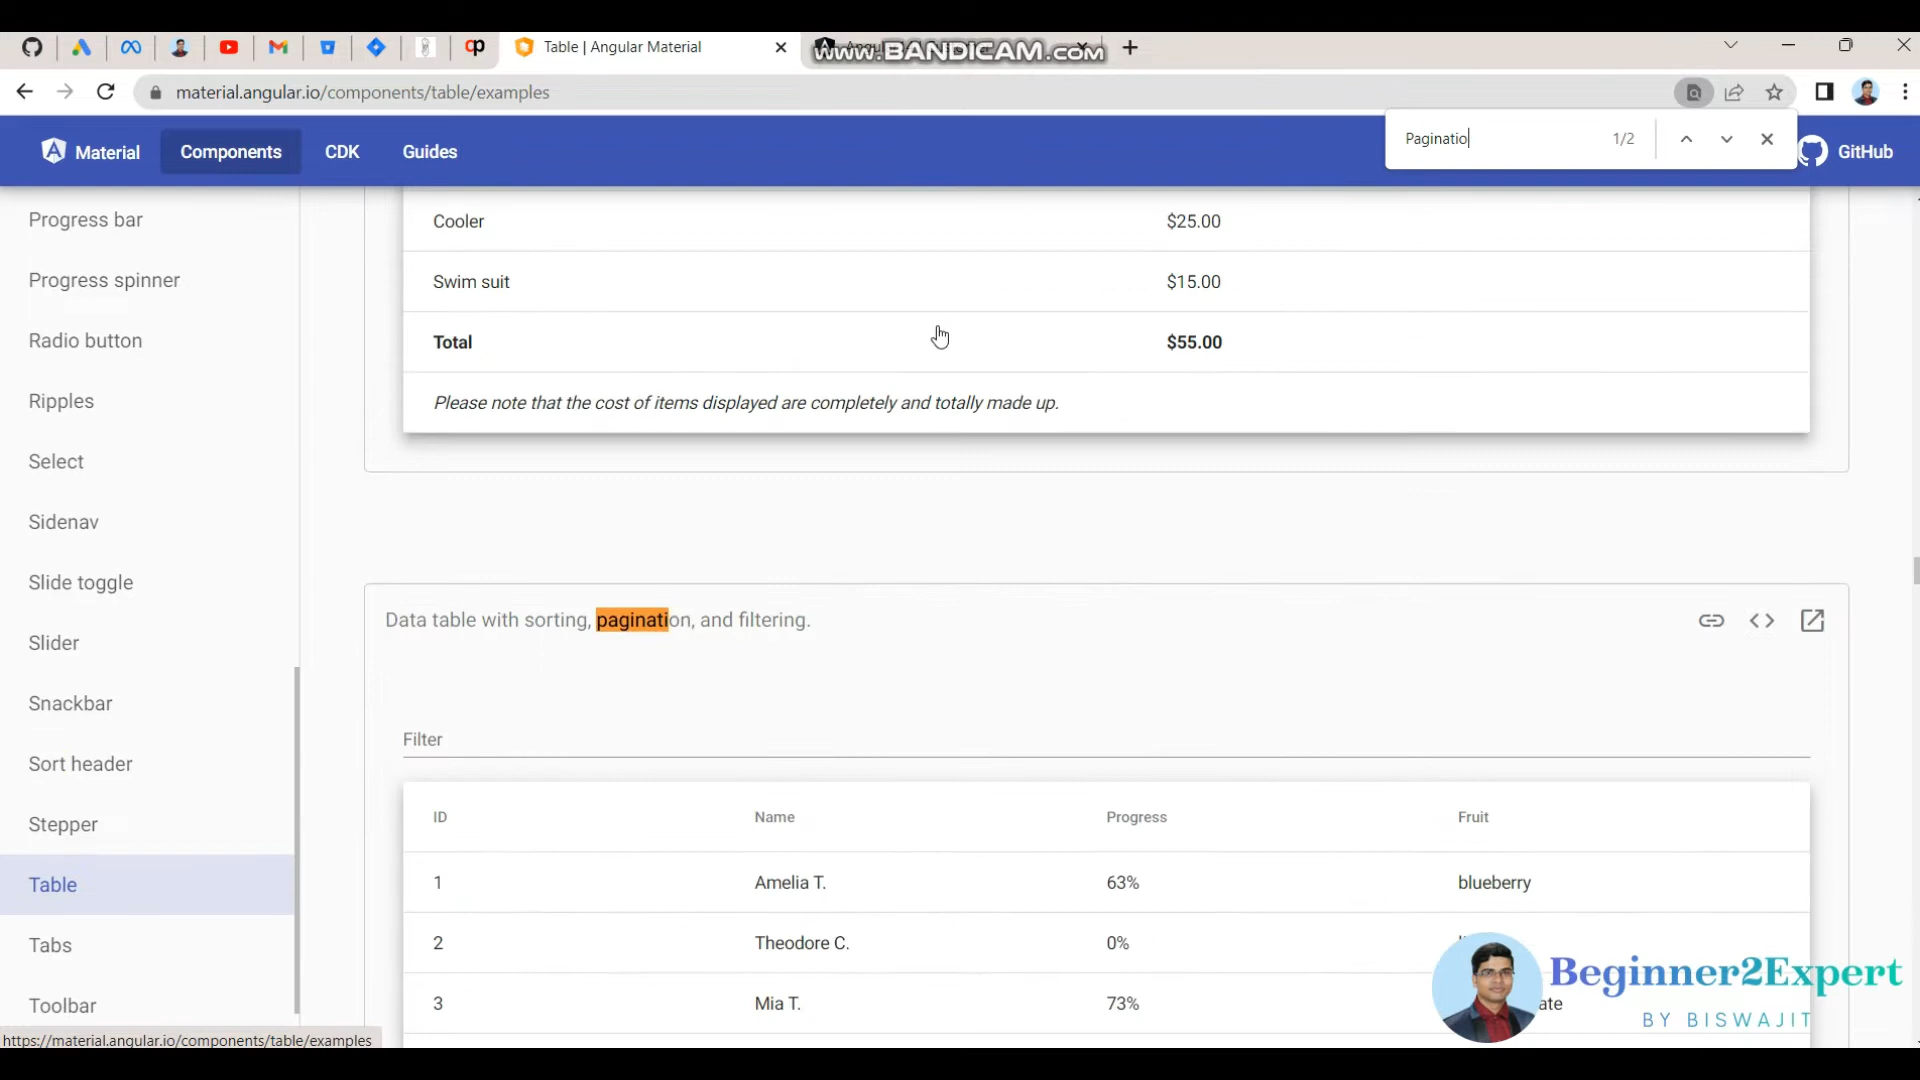 cp
Table | Angular Material
www.BANDICAM.com
material.angular.io/components/table/examples
Paginatio
1/2
Material
Components
CDK
Guides
GitHub
Progress bar
Progress spinner
Radio button
Ripples
Select
Sidenav
Slide toggle
Slider
Snackbar
Sort header
Stepper
Table
Tabs
Toolbar
Cooler $25.00
Swim suit $15.00
Total $55.00
Please note that the cost of items displayed are completely and totally made up.
Data table with sorting, pagination, and filtering.
Filter
ID Name Progress Fruit
1 Amelia T. 63% blueberry
2 Theodore C. 0%
3 Mia T. 73%
Beginner2Expert
BY BISWAJIT
https://material.angular.io/components/table/examples